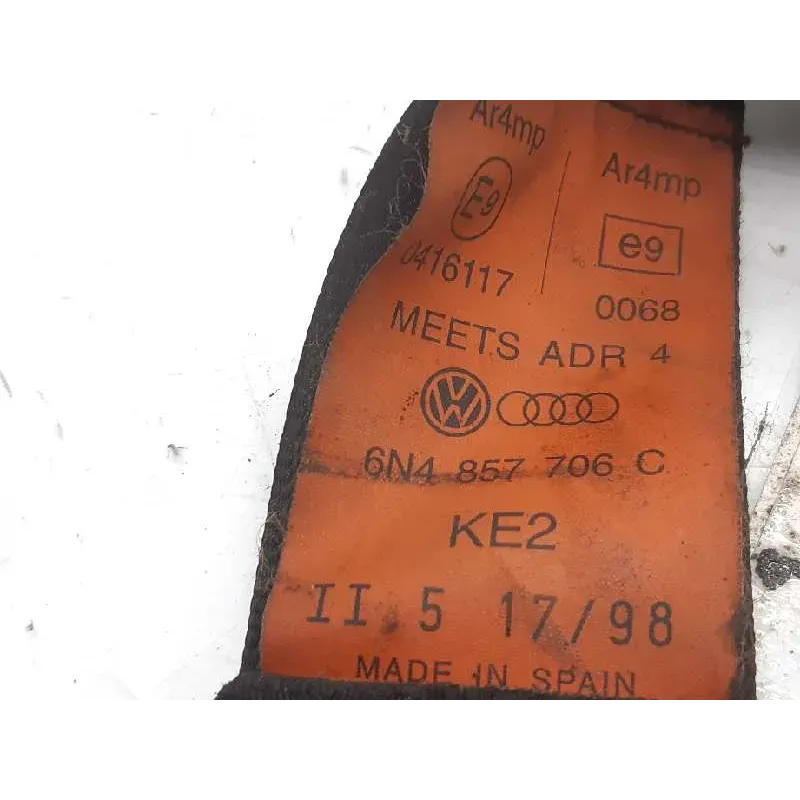 Ar4mp Ar4mp
E9 e9
0416117 0068
MEETS ADR 4
VW
6N4 857 706 C
KE2
II 5 17/98
MADE IN SPAIN